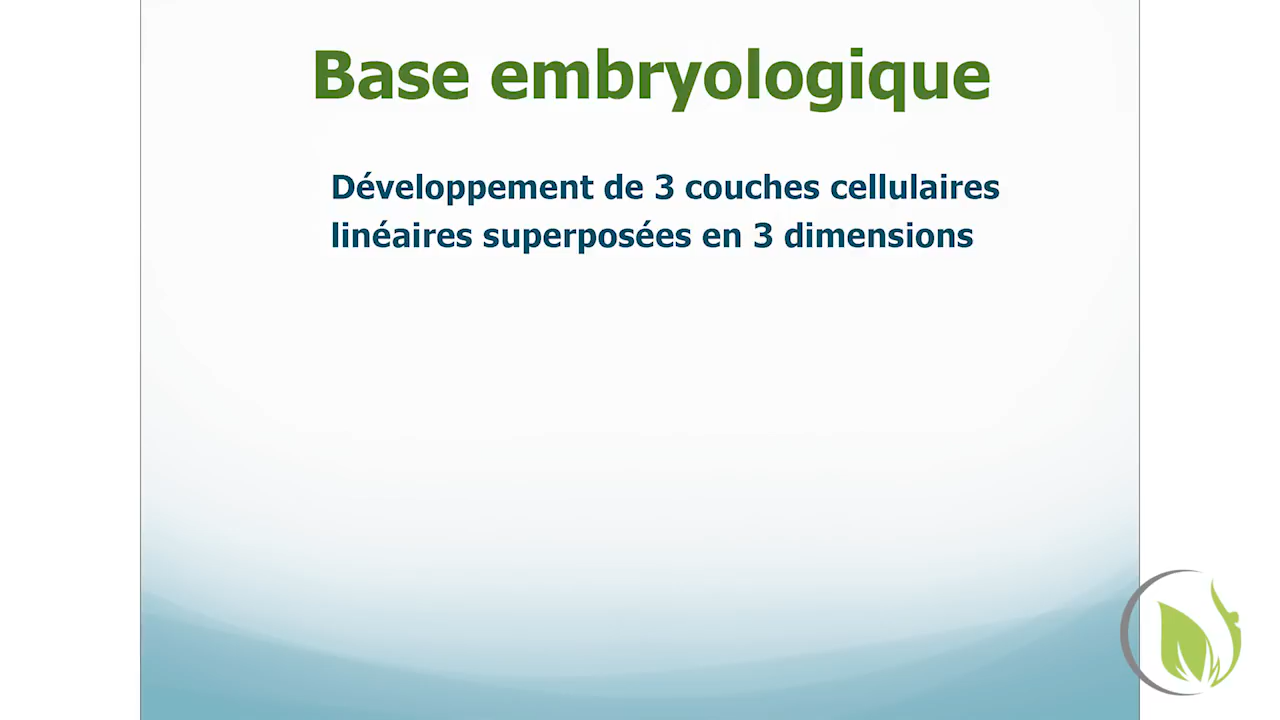 Base embryologique
Développement de 3 couches cellulaires
linéaires superposées en 3 dimensions